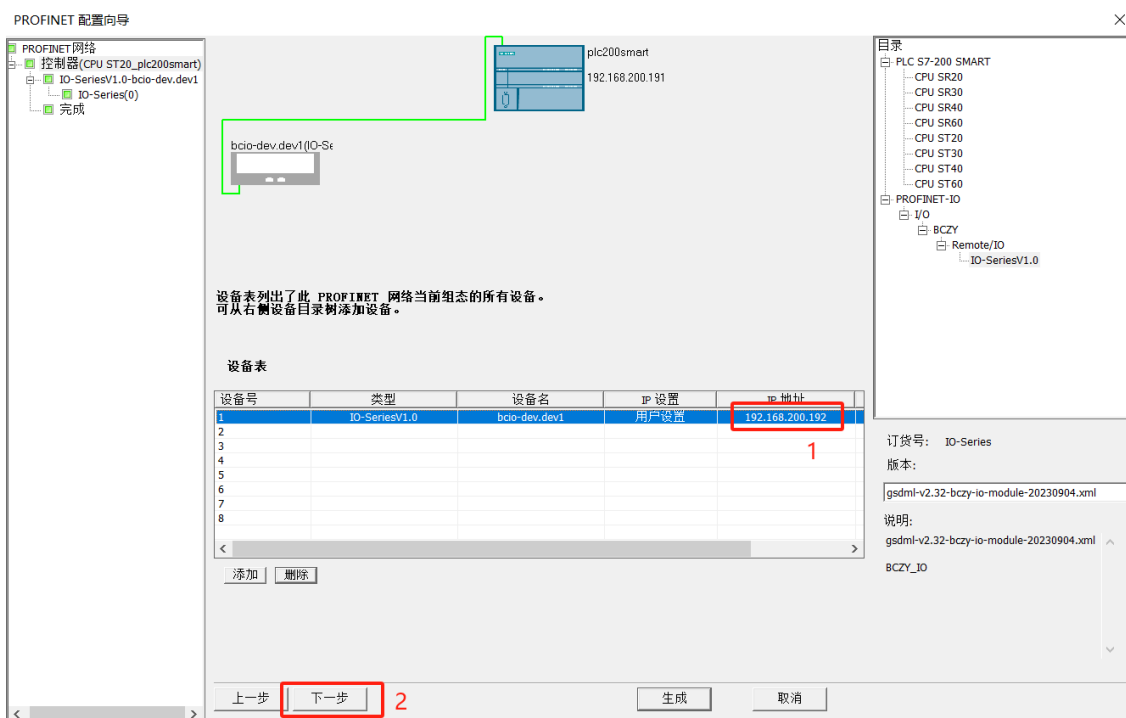 PROFINET 配置向导
PROFINET网络
控制器(CPU ST20_plc200smart)
IO-SeriesV1.0-bcio-dev.dev1
IO-Series(0)
完成
plc200smart
192.168.200.191
bcio-dev.dev1(IO-Se
设备表列出了此 PROFINET 网络当前组态的所有设备。
可从右侧设备目录树添加设备。
设备表
设备号 类型 设备名 IP 设置 IP 地址
1 IO-SeriesV1.0 bcio-dev.dev1 用户设置 192.168.200.192
2
3
4
5
6
7
8
1
添加 删除
上一步 下一步 2 生成 取消
目录
PLC S7-200 SMART
CPU SR20
CPU SR30
CPU SR40
CPU SR60
CPU ST20
CPU ST30
CPU ST40
CPU ST60
PROFINET-IO
I/O
BCZY
Remote/IO
IO-SeriesV1.0
订货号: IO-Series
版本:
gsdml-v2.32-bczy-io-module-20230904.xml
说明:
gsdml-v2.32-bczy-io-module-20230904.xml
BCZY_IO